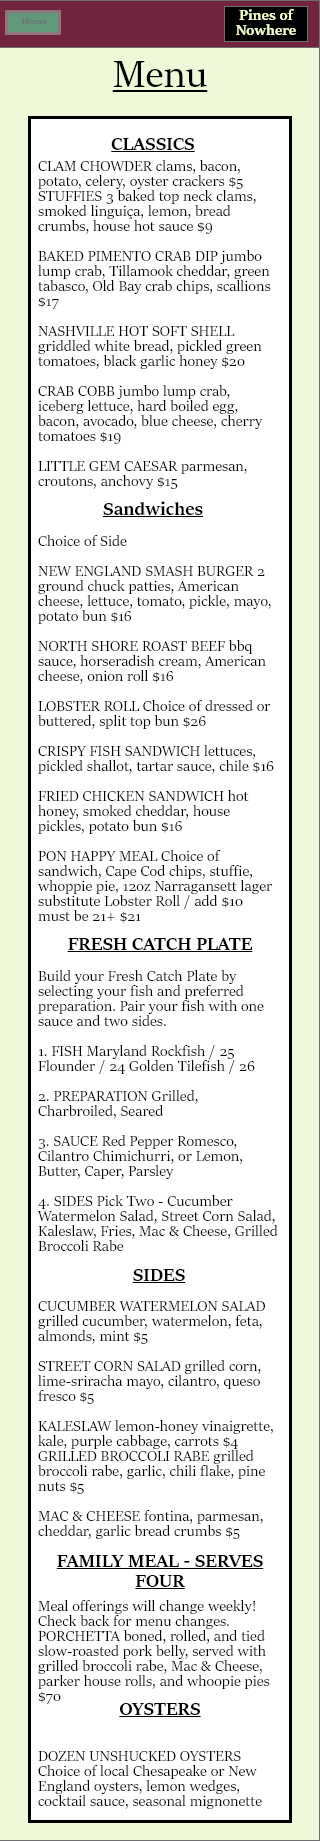 Home
Pines of
Nowhere
Menu
CLASSICS
CLAM CHOWDER clams, bacon,
potato, celery, oyster crackers $5
STUFFIES 3 baked top neck clams,
smoked linguiça, lemon, bread
crumbs, house hot sauce $9
BAKED PIMENTO CRAB DIP jumbo
lump crab, Tillamook cheddar, green
tabasco, Old Bay crab chips, scallions
$17
NASHVILLE HOT SOFT SHELL
griddled white bread, pickled green
tomatoes, black garlic honey $20
CRAB COBB jumbo lump crab,
iceberg lettuce, hard boiled egg,
bacon, avocado, blue cheese, cherry
tomatoes $19
LITTLE GEM CAESAR parmesan,
croutons, anchovy $15
Sandwiches
Choice of Side
NEW ENGLAND SMASH BURGER 2
ground chuck patties, American
cheese, lettuce, tomato, pickle, mayo,
potato bun $16
NORTH SHORE ROAST BEEF bbq
sauce, horseradish cream, American
cheese, onion roll $16
LOBSTER ROLL Choice of dressed or
buttered, split top bun $26
CRISPY FISH SANDWICH lettuces,
pickled shallot, tartar sauce, chile $16
FRIED CHICKEN SANDWICH hot
honey, smoked cheddar, house
pickles, potato bun $16
PON HAPPY MEAL Choice of
sandwich, Cape Cod chips, stuffie,
whoppie pie, 12oz Narragansett lager
substitute Lobster Roll / add $10
must be 21+ $21
FRESH CATCH PLATE
Build your Fresh Catch Plate by
selecting your fish and preferred
preparation. Pair your fish with one
sauce and two sides.
1. FISH Maryland Rockfish / 25
Flounder / 24 Golden Tilefish / 26
2. PREPARATION Grilled,
Charbroiled, Seared
3. SAUCE Red Pepper Romesco,
Cilantro Chimichurri, or Lemon,
Butter, Caper, Parsley
4. SIDES Pick Two - Cucumber
Watermelon Salad, Street Corn Salad,
Kaleslaw, Fries, Mac & Cheese, Grilled
Broccoli Rabe
SIDES
CUCUMBER WATERMELON SALAD
grilled cucumber, watermelon, feta,
almonds, mint $5
STREET CORN SALAD grilled corn,
lime-sriracha mayo, cilantro, queso
fresco $5
KALESLAW lemon-honey vinaigrette,
kale, purple cabbage, carrots $4
GRILLED BROCCOLI RABE grilled
broccoli rabe, garlic, chili flake, pine
nuts $5
MAC & CHEESE fontina, parmesan,
cheddar, garlic bread crumbs $5
FAMILY MEAL - SERVES
FOUR
Meal offerings will change weekly!
Check back for menu changes.
PORCHETTA boned, rolled, and tied
slow-roasted pork belly, served with
grilled broccoli rabe, Mac & Cheese,
parker house rolls, and whoopie pies
$70
OYSTERS
DOZEN UNSHUCKED OYSTERS
Choice of local Chesapeake or New
England oysters, lemon wedges,
cocktail sauce, seasonal mignonette